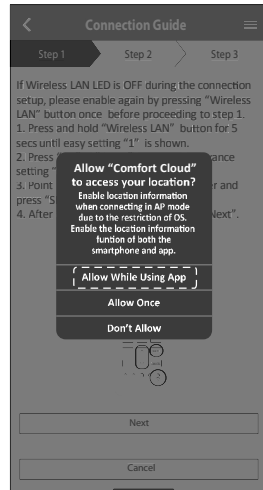 Connection Guide
Step 1
Step 2
Step 3
If Wireless LAN LED is OFF during the connection
setup, please enable again by pressing "Wireless
LAN" button once before proceeding to step 1.
1. Press and hold "Wireless LAN" button for 5
secs until easy setting "1" is shown.
2. Press
setting "
3. Point
er and
press "S
4. After
Next".
Allow "Comfort Cloud"
to access your location?
Enable location information
when connecting in AP mode
due to the restriction of OS.
Enable the location information
funtion of both the
smartphone and app.
Allow While Using App
Allow Once
Don't Allow
Next
Cancel